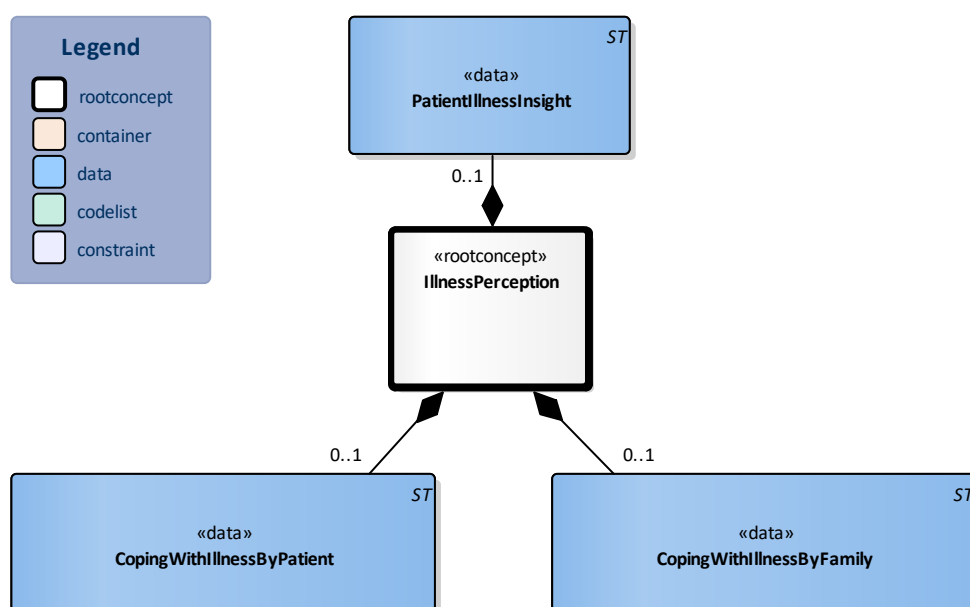 Legend
rootconcept
container
data
codelist
constraint
ST
«data»
PatientIllnessInsight
0..1
«rootconcept»
IllnessPerception
0..1
0..1
ST
«data»
CopingWithIllnessByPatient
ST
«data»
CopingWithIllnessByFamily